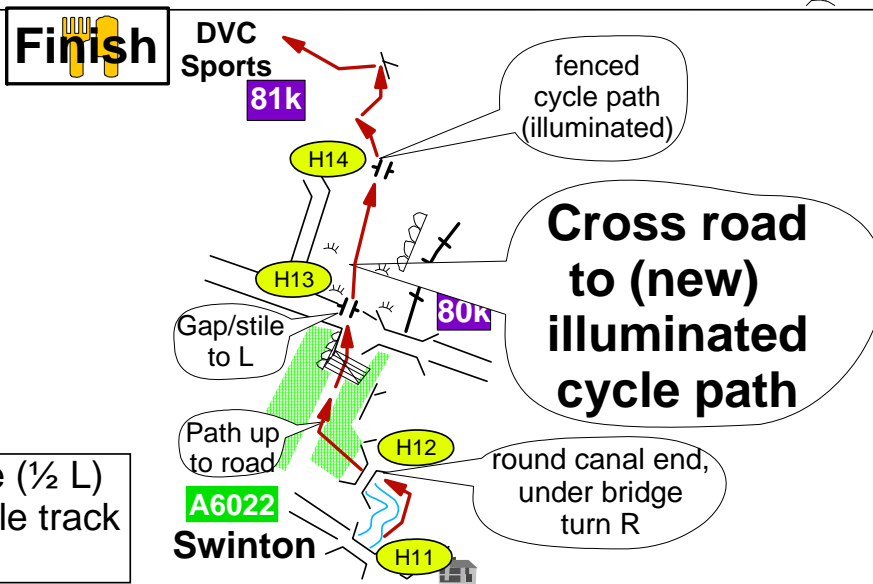 Finish
DVC
Sports
81k
fenced
cycle path
(illuminated)
H14
Cross road
to (new)
illuminated
cycle path
H13
80k
Gap/stile
to L
Path up
to road
H12
round canal end,
under bridge
turn R
(½ L)
track
A6022
Swinton
H11